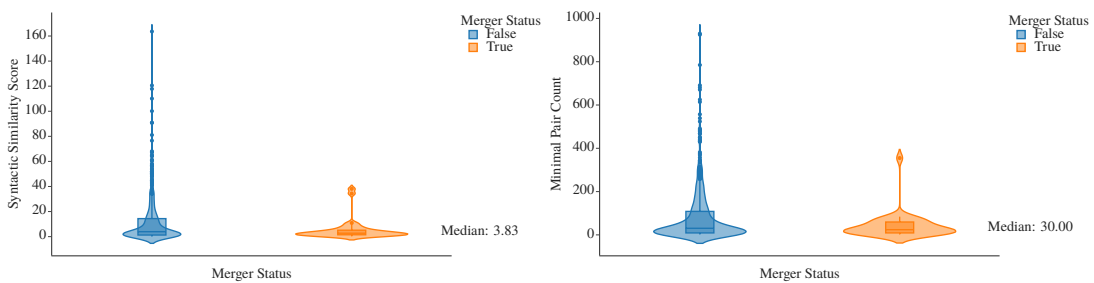 Syntactic Similarity Score
160
140
120
100
80
60
40
20
0
Merger Status
False
True
Median: 3.83
Merger Status
Minimal Pair Count
1000
800
600
400
200
0
Merger Status
False
True
Median: 30.00
Merger Status